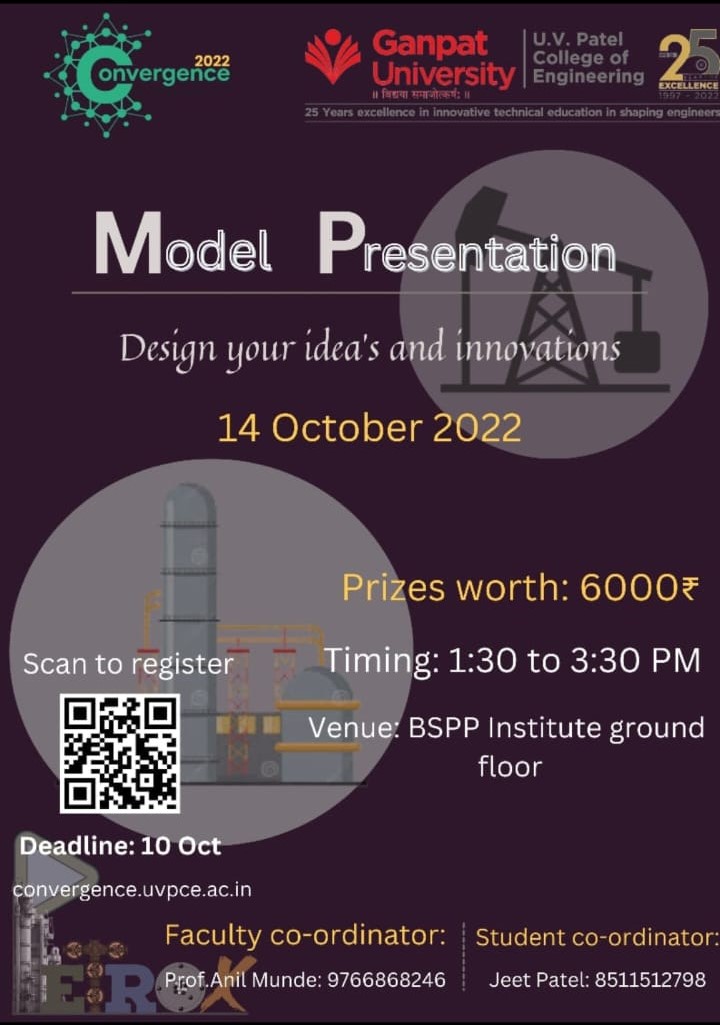 2022
Convergence
Ganpat
University
॥ विद्यया समाजोत्कर्षः ॥
U.V. Patel
College of
Engineering
25
EXCELLENCE
1997 - 2022
25 Years excellence in innovative technical education in shaping engineers
Model Presentation
Design your idea's and innovations
14 October 2022
Prizes worth: 6000₹
Scan to register
Timing: 1:30 to 3:30 PM
Venue: BSPP Institute ground
floor
Deadline: 10 Oct
convergence.uvpce.ac.in
Faculty co-ordinator:
Prof.Anil Munde: 9766868246
Student co-ordinator:
Jeet Patel: 8511512798